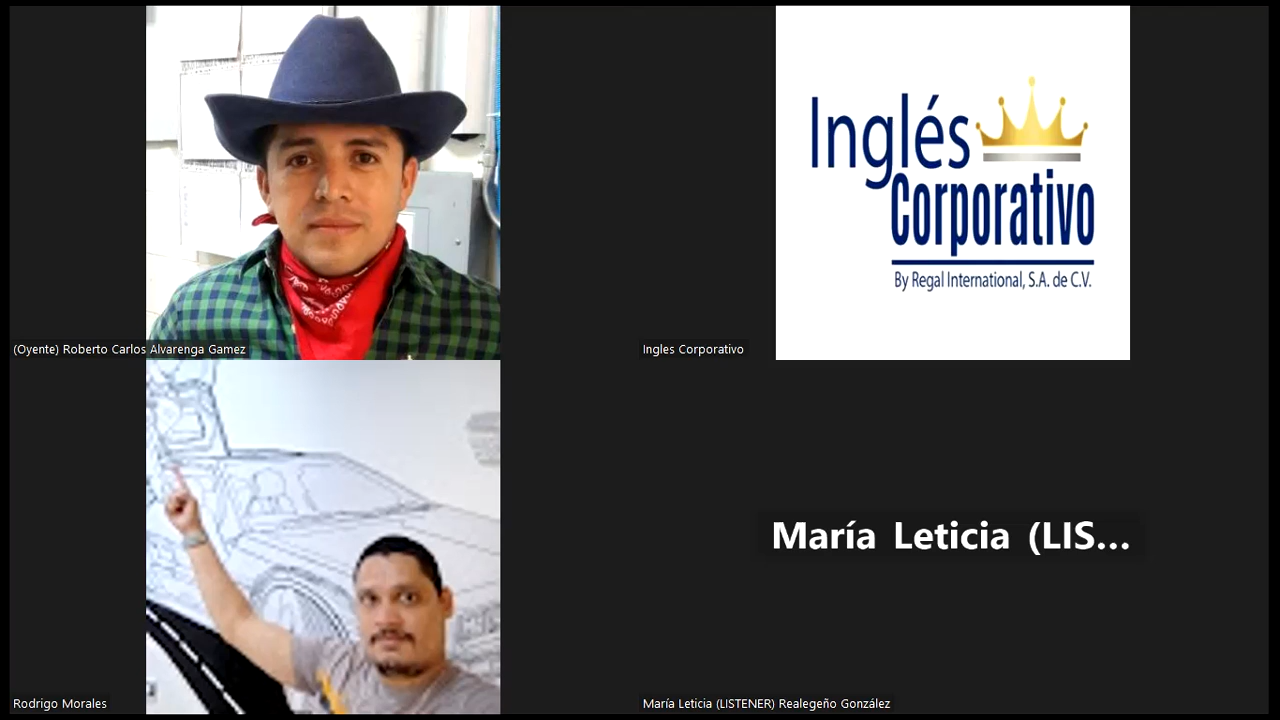 (Oyente) Roberto Carlos Alvarenga Gamez
Inglés
Corporativo
By Regal International, S.A. de C.V.
Ingles Corporativo
María Leticia (LIS...
Rodrigo Morales
María Leticia (LISTENER) Realegeño González